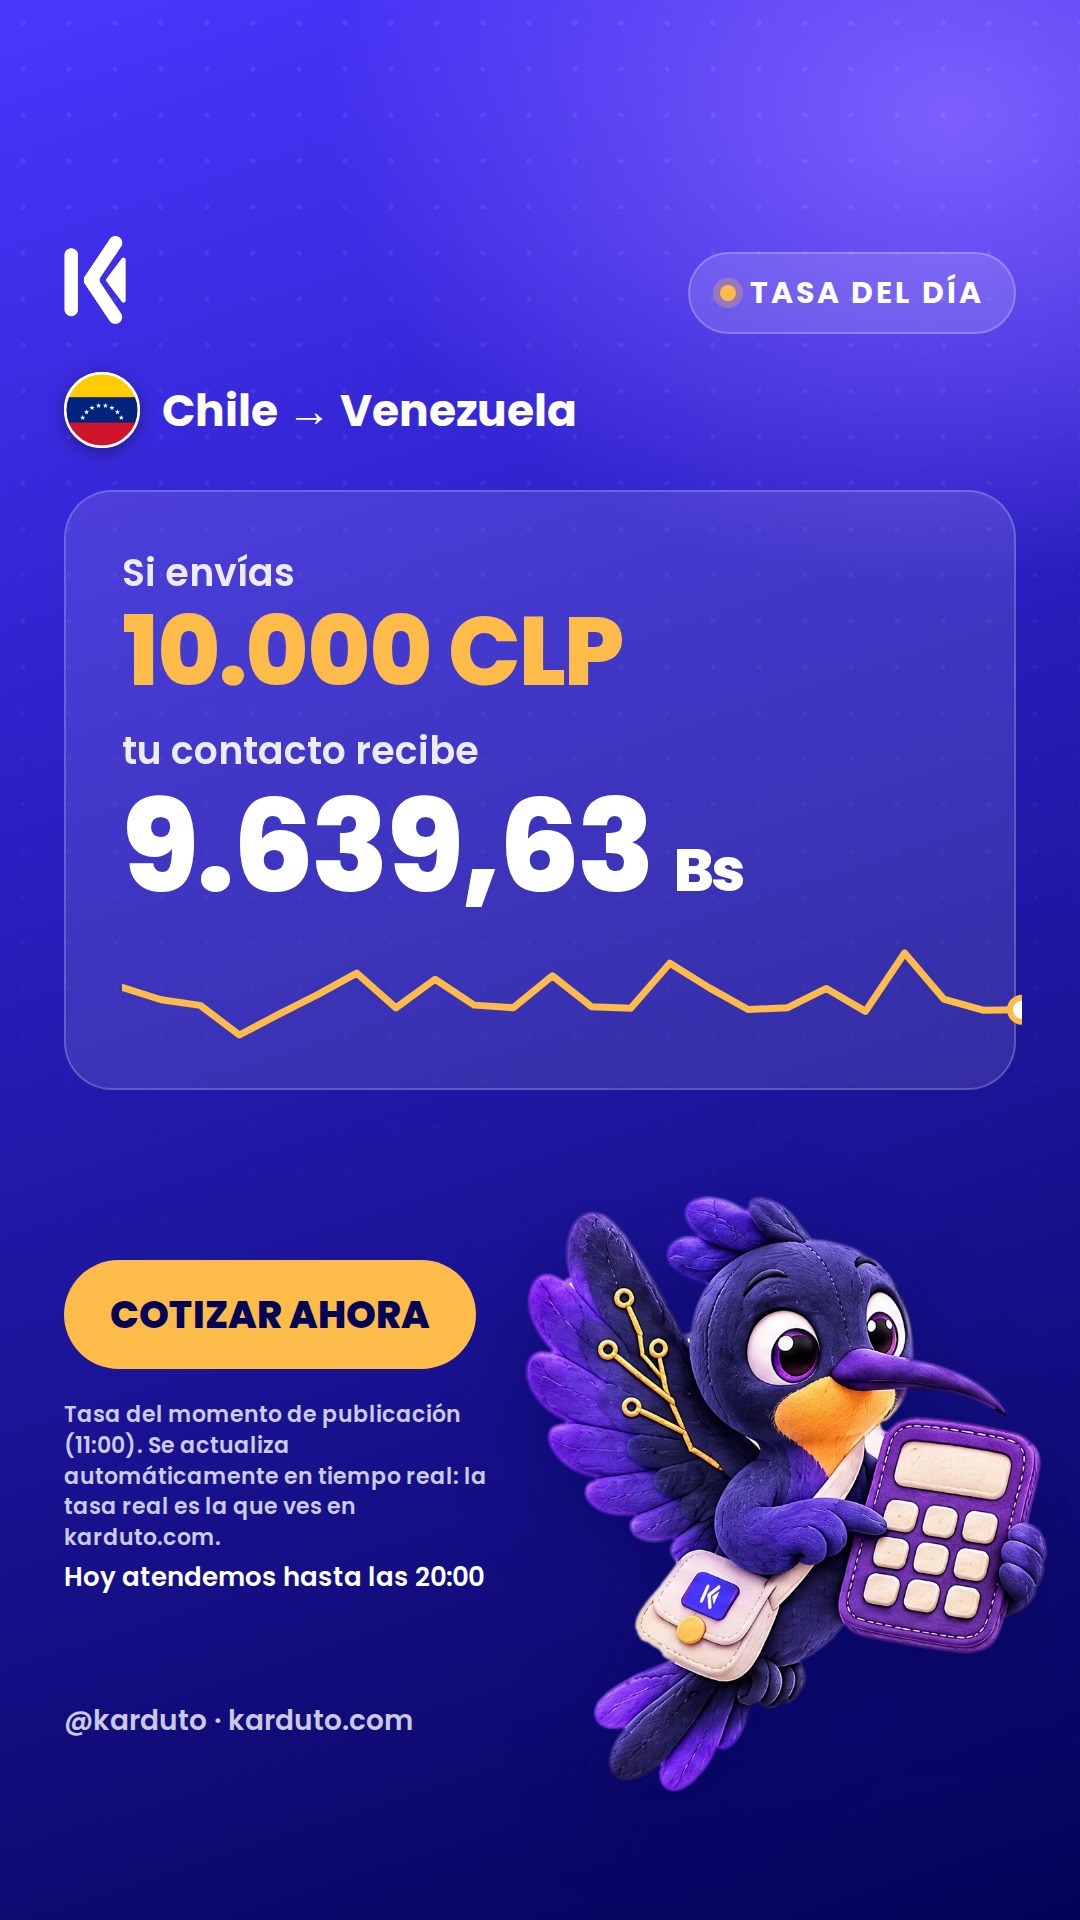 TASA DEL DÍA
Chile → Venezuela
Si envías
10.000 CLP
tu contacto recibe
9.639,63 Bs
COTIZAR AHORA
Tasa del momento de publicación
(11:00). Se actualiza
automáticamente en tiempo real: la
tasa real es la que ves en
karduto.com.
Hoy atendemos hasta las 20:00
@karduto · karduto.com